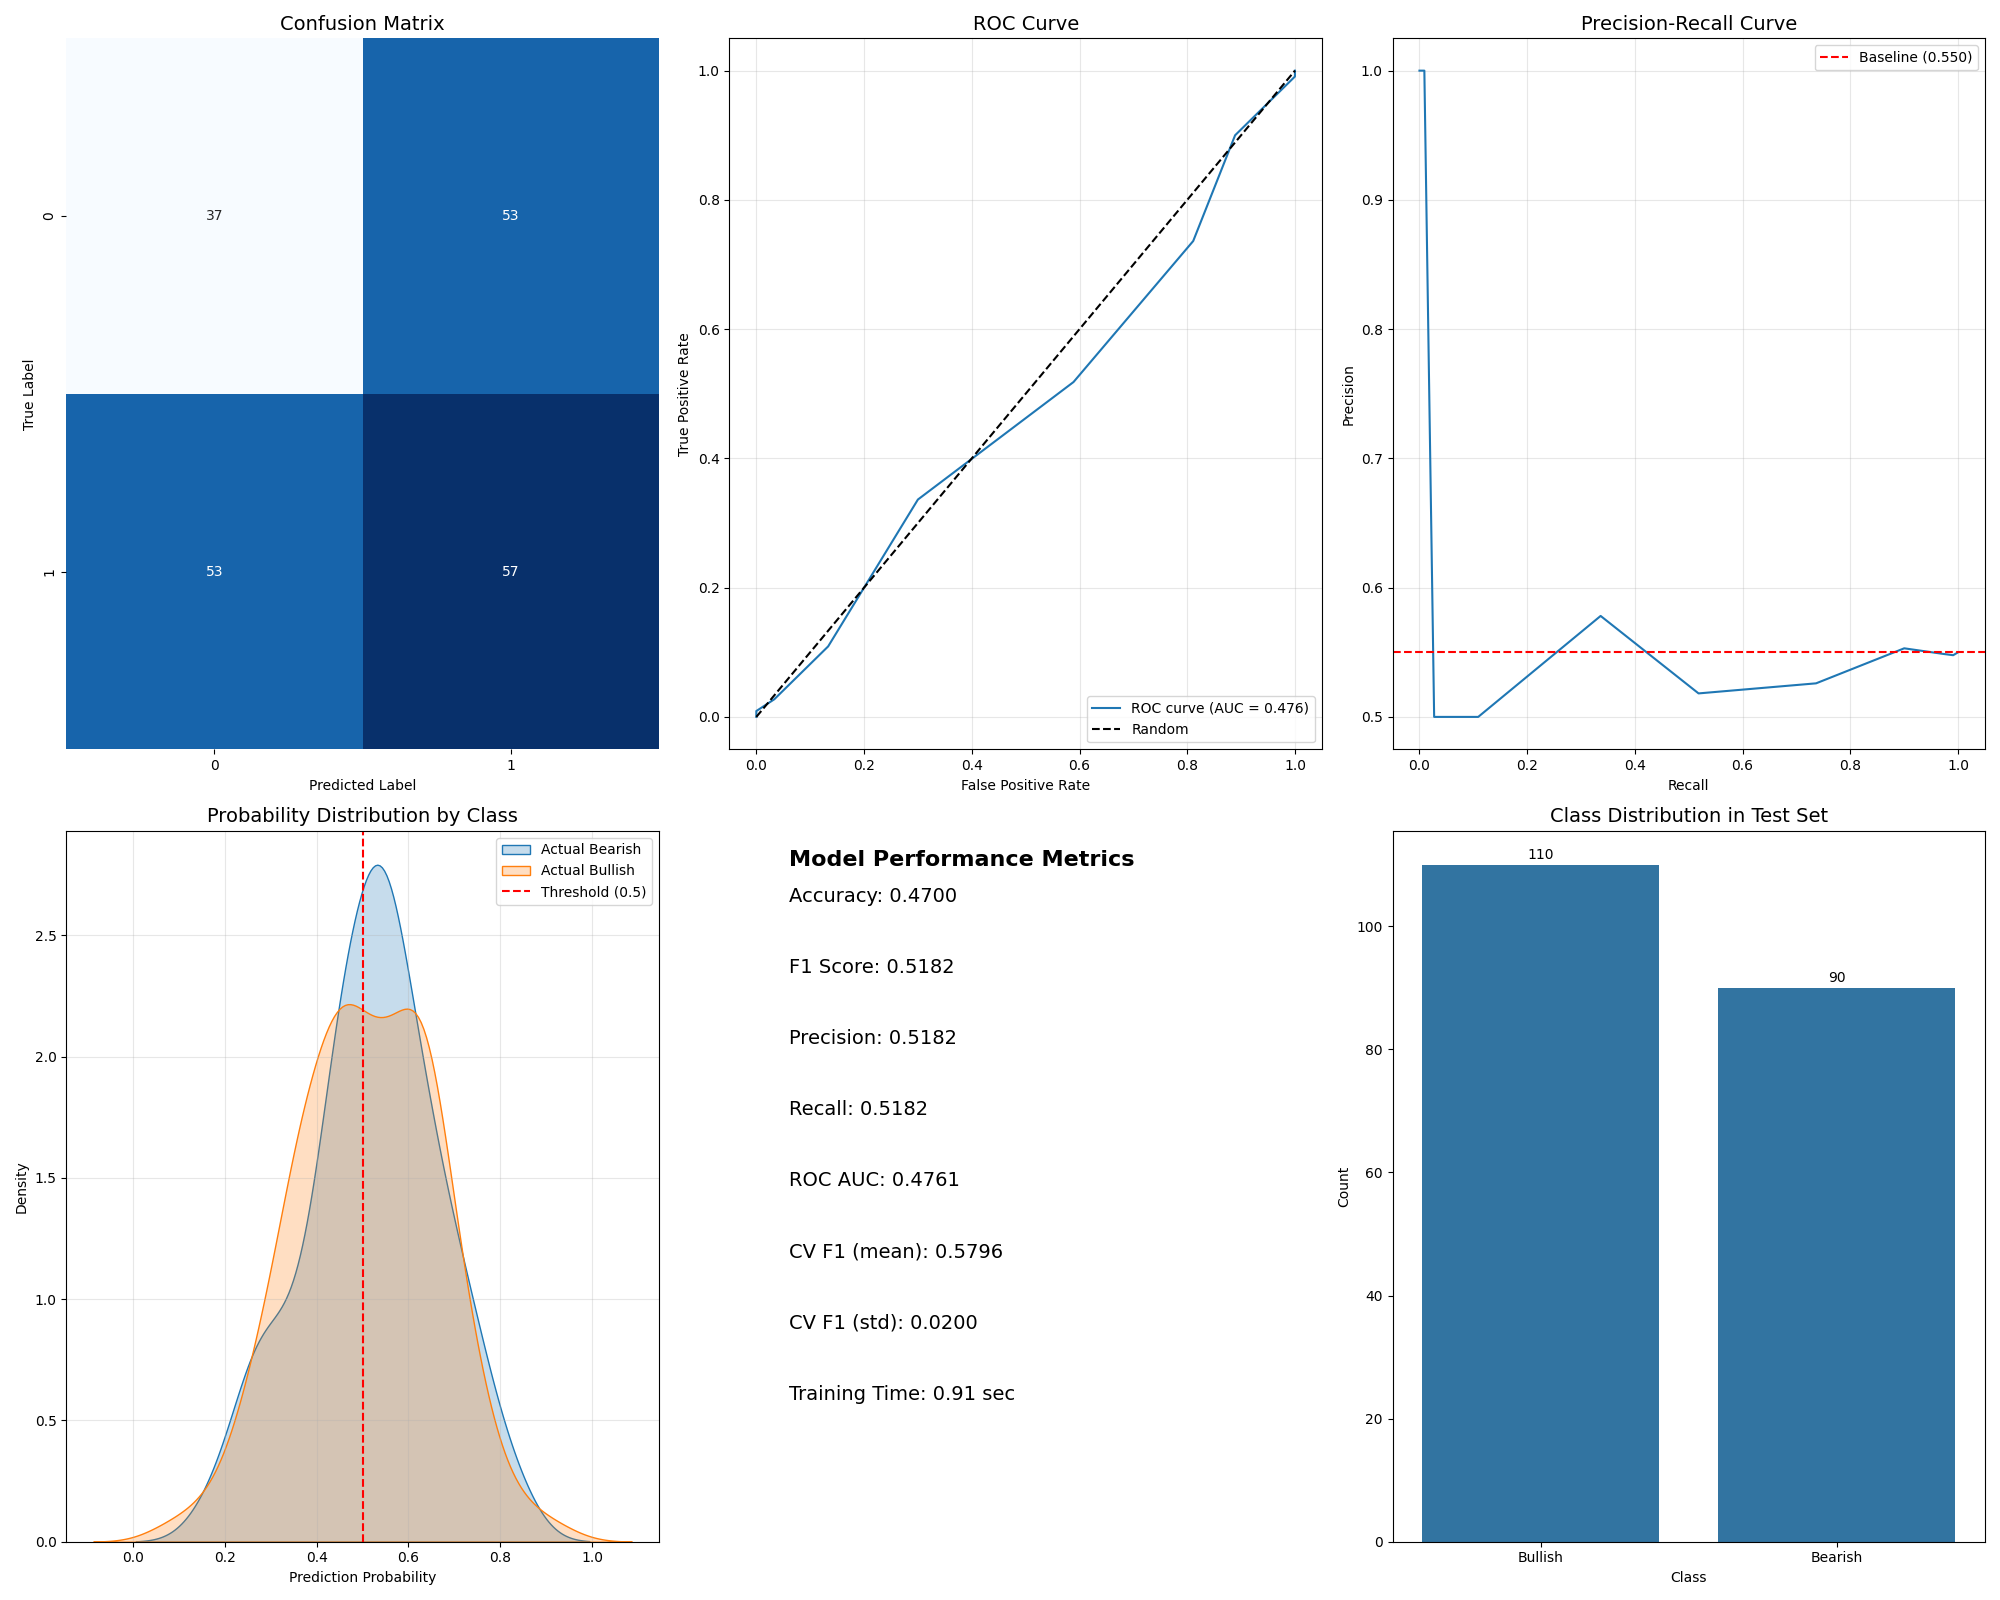 Confusion Matrix
37
53
53
57
0
1
True Label
0
1
Predicted Label
ROC Curve
1.0
0.8
0.6
0.4
0.2
0.0
True Positive Rate
ROC curve (AUC = 0.476)
Random
0.0
0.2
0.4
0.6
0.8
1.0
False Positive Rate
Precision-Recall Curve
Baseline (0.550)
1.0
0.9
0.8
0.7
0.6
0.5
Precision
0.0
0.2
0.4
0.6
0.8
1.0
Recall
Probability Distribution by Class
Actual Bearish
Actual Bullish
Threshold (0.5)
2.5
2.0
1.5
1.0
0.5
0.0
Density
0.0
0.2
0.4
0.6
0.8
1.0
Prediction Probability
Model Performance Metrics
Accuracy: 0.4700
F1 Score: 0.5182
Precision: 0.5182
Recall: 0.5182
ROC AUC: 0.4761
CV F1 (mean): 0.5796
CV F1 (std): 0.0200
Training Time: 0.91 sec
Class Distribution in Test Set
110
90
100
80
60
40
20
0
Count
Bullish
Bearish
Class